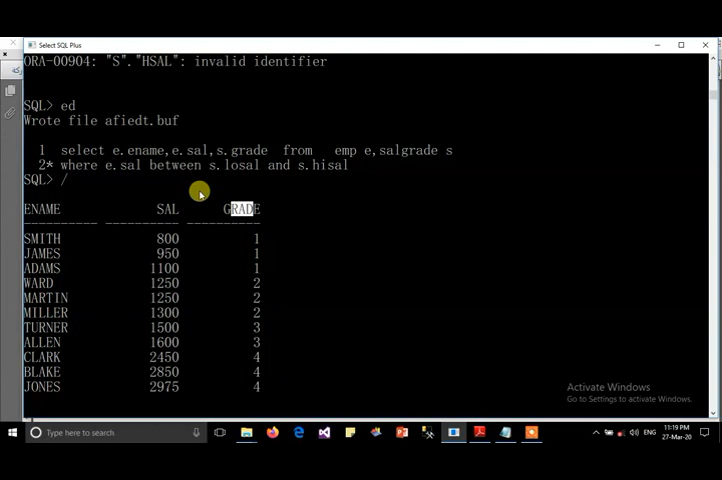 Select SQL Plus
ORA-00904: "S"."HSAL": invalid identifier
SQL> ed
Wrote file afiedt.buf
1 select e.ename,e.sal,s.grade from emp e,salgrade s
2* where e.sal between s.losal and s.hisal
SQL> /
ENAME SAL GRADE
---------- ---------- ----------
SMITH 800 1
JAMES 950 1
ADAMS 1100 1
WARD 1250 2
MARTIN 1250 2
MILLER 1300 2
TURNER 1500 3
ALLEN 1600 3
CLARK 2450 4
BLAKE 2850 4
JONES 2975 4
Activate Windows
Go to Settings to activate Windows.
Type here to search
ENG
11:19 PM
27-Mar-20